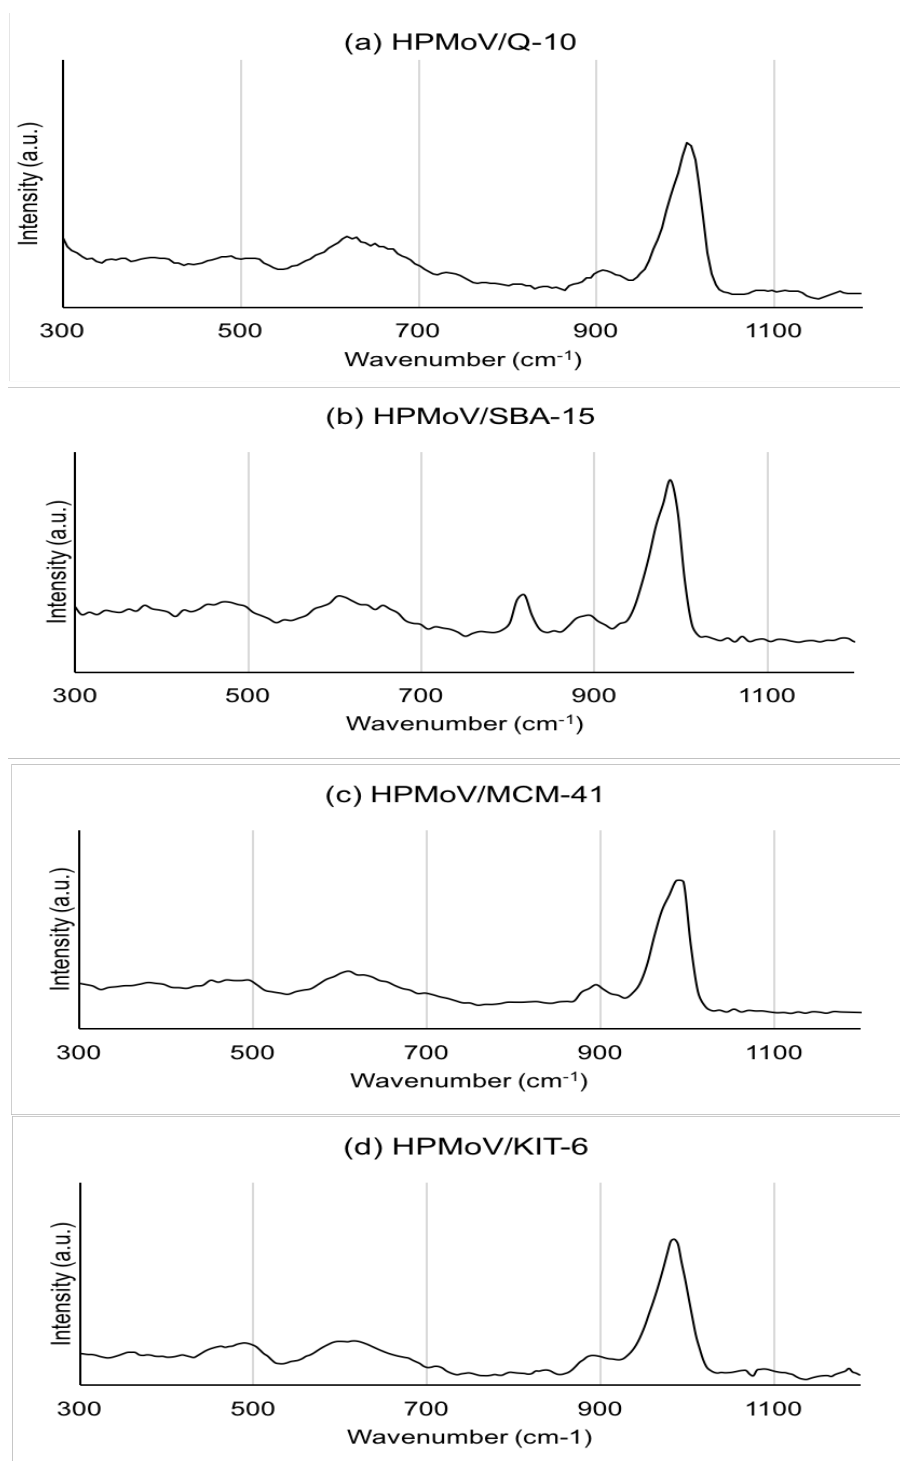 (a) HPMoV/Q-10
Intensity (a.u.)
300 500 700 900 1100
Wavenumber (cm⁻¹)
(b) HPMoV/SBA-15
Intensity (a.u.)
300 500 700 900 1100
Wavenumber (cm⁻¹)
(c) HPMoV/MCM-41
Intensity (a.u.)
300 500 700 900 1100
Wavenumber (cm⁻¹)
(d) HPMoV/KIT-6
Intensity (a.u.)
300 500 700 900 1100
Wavenumber (cm-1)